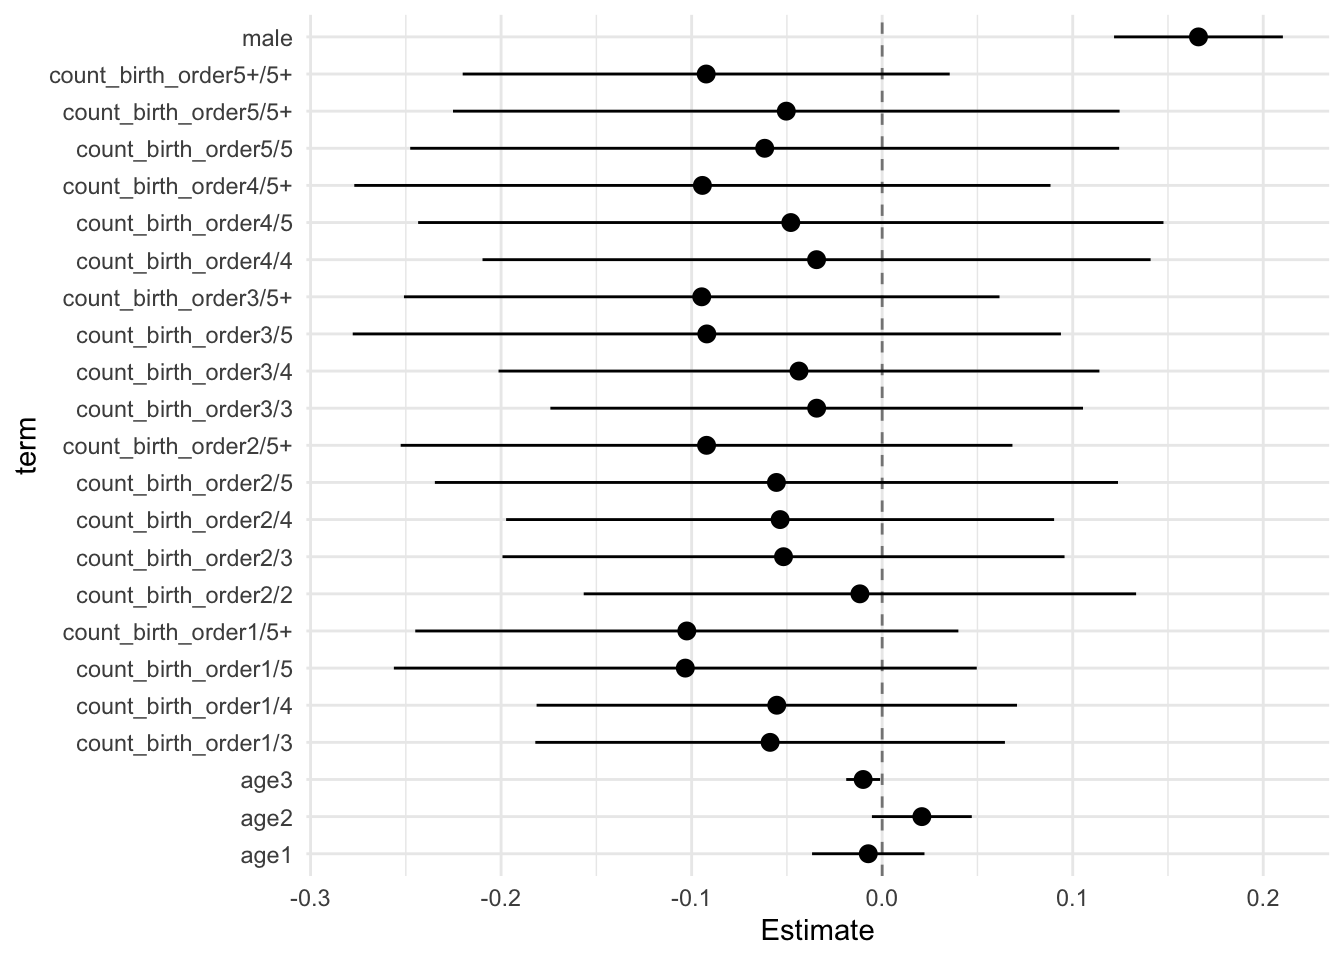 male
count_birth_order5+/5+
count_birth_order5/5+
count_birth_order5/5
count_birth_order4/5+
count_birth_order4/5
count_birth_order4/4
count_birth_order3/5+
count_birth_order3/5
count_birth_order3/4
count_birth_order3/3
count_birth_order2/5+
count_birth_order2/5
count_birth_order2/4
count_birth_order2/3
count_birth_order2/2
count_birth_order1/5+
count_birth_order1/5
count_birth_order1/4
count_birth_order1/3
age3
age2
age1
term
-0.3 -0.2 -0.1 0.0 0.1 0.2
Estimate